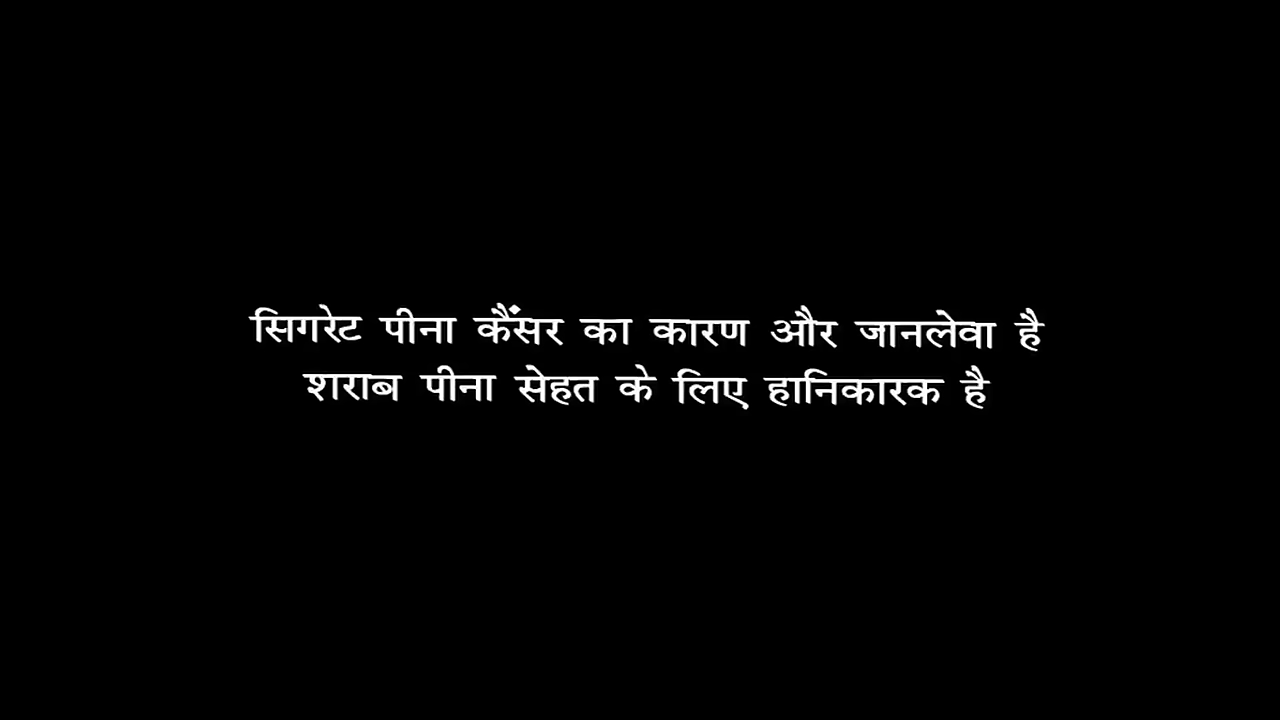 सिगरेट पीना कैंसर का कारण और जानलेवा है
शराब पीना सेहत के लिए हानिकारक है